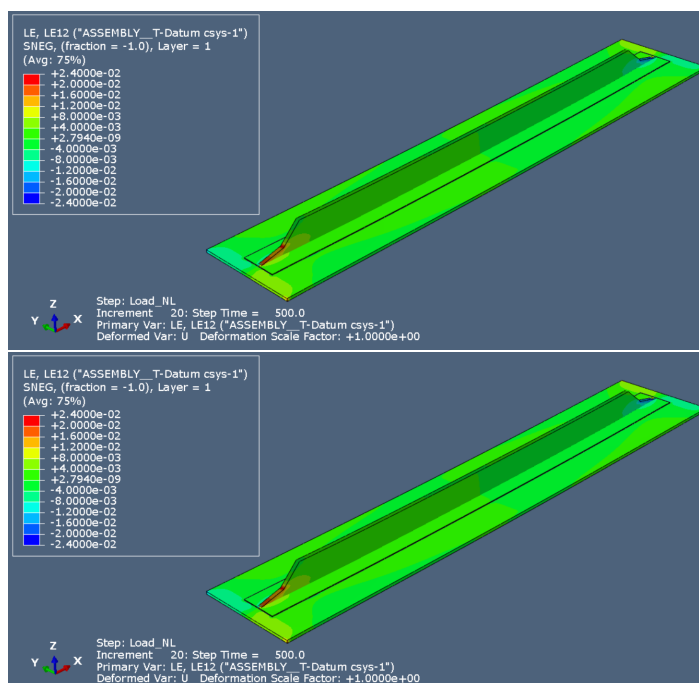 LE, LE12 ("ASSEMBLY__T-Datum csys-1")
SNEG, (fraction = -1.0), Layer = 1
(Avg: 75%)
+2.4000e-02
+2.0000e-02
+1.6000e-02
+1.2000e-02
+8.0000e-03
+4.0000e-03
+2.7940e-09
-4.0000e-03
-8.0000e-03
-1.2000e-02
-1.6000e-02
-2.0000e-02
-2.4000e-02
Z
Y X
Step: Load_NL
Increment 20: Step Time = 500.0
Primary Var: LE, LE12 ("ASSEMBLY__T-Datum csys-1")
Deformed Var: U Deformation Scale Factor: +1.0000e+00
LE, LE12 ("ASSEMBLY__T-Datum csys-1")
SNEG, (fraction = -1.0), Layer = 1
(Avg: 75%)
+2.4000e-02
+2.0000e-02
+1.6000e-02
+1.2000e-02
+8.0000e-03
+4.0000e-03
+2.7940e-09
-4.0000e-03
-8.0000e-03
-1.2000e-02
-1.6000e-02
-2.0000e-02
-2.4000e-02
Z
Y X
Step: Load_NL
Increment 20: Step Time = 500.0
Primary Var: LE, LE12 ("ASSEMBLY__T-Datum csys-1")
Deformed Var: U Deformation Scale Factor: +1.0000e+00